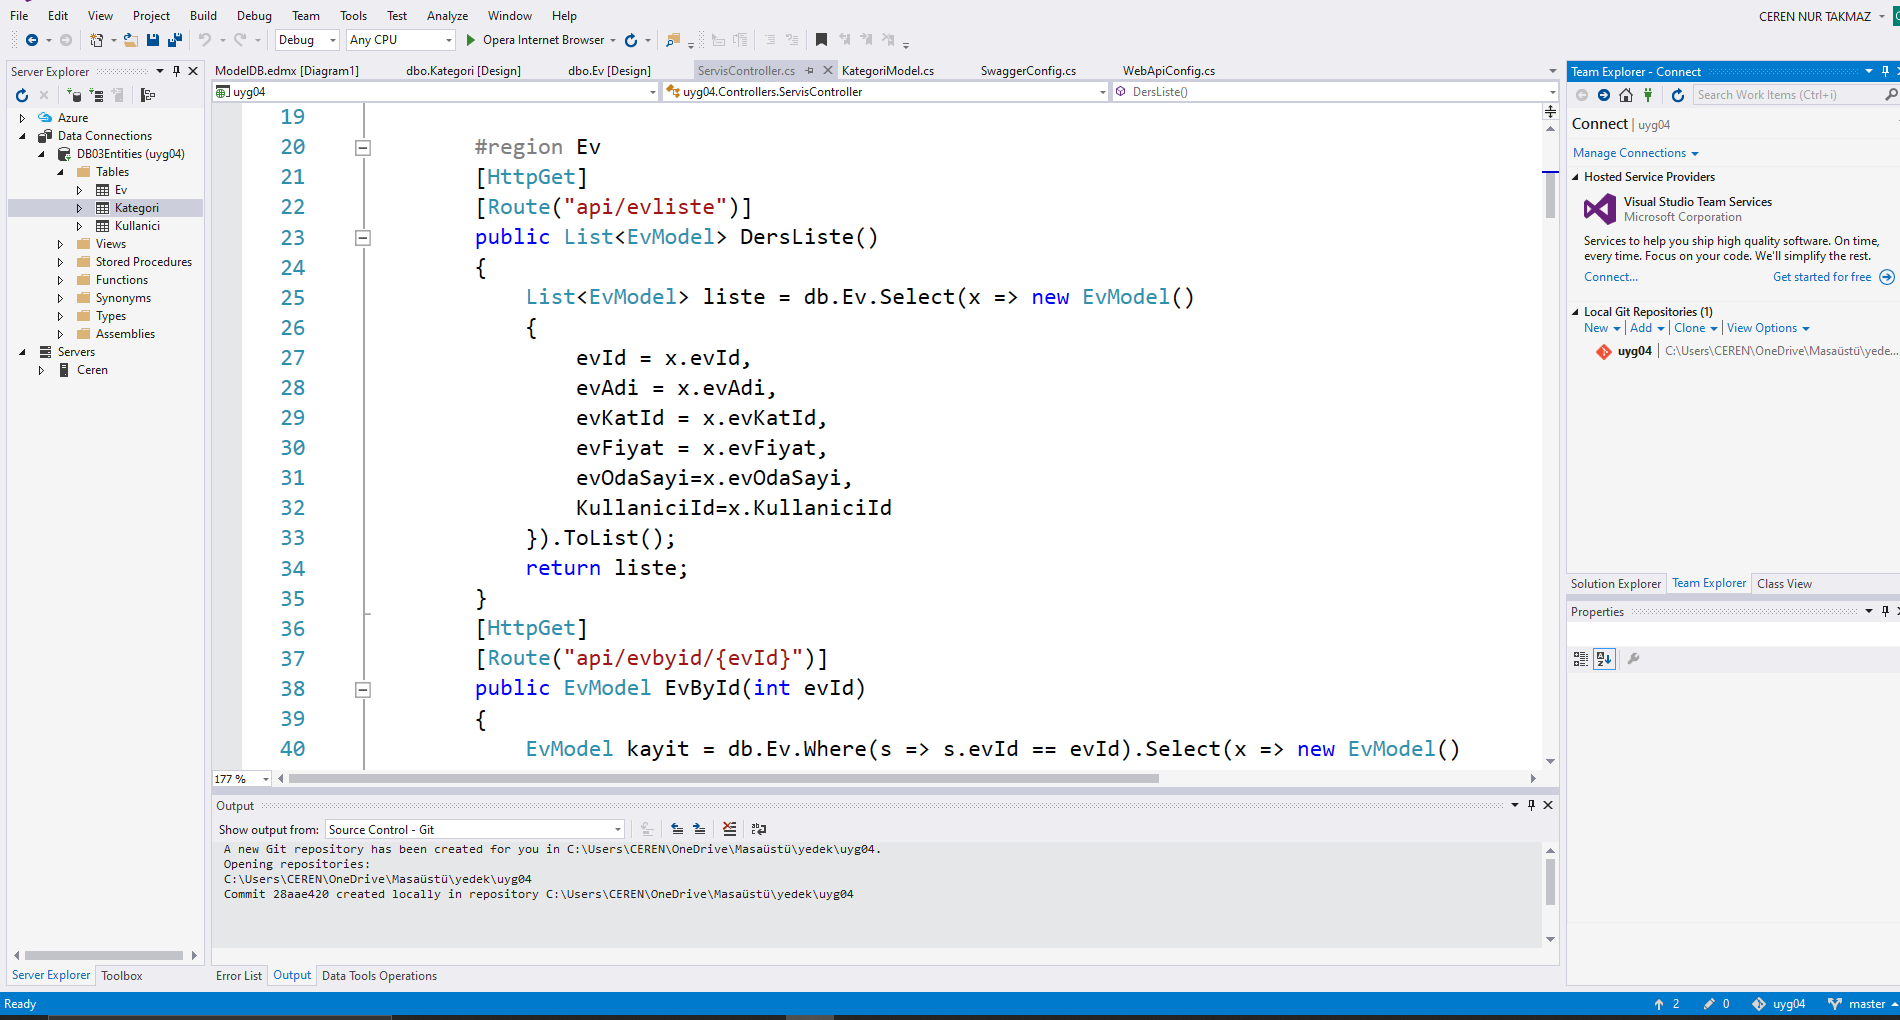 File Edit View Project Build Debug Team Tools Test Analyze Window Help
CEREN NUR TAKMAZ
Debug Any CPU Opera Internet Browser
Server Explorer
ModelDB.edmx [Diagram1] dbo.Kategori [Design] dbo.Ev [Design] ServisController.cs KategoriModel.cs SwaggerConfig.cs WebApiConfig.cs
uyg04 uyg04.Controllers.ServisController DersListe()
Azure
Data Connections
DB03Entities (uyg04)
Tables
Ev
Kategori
Kullanici
Views
Stored Procedures
Functions
Synonyms
Types
Assemblies
Servers
Ceren
Server Explorer Toolbox
19
20 #region Ev
21 [HttpGet]
22 [Route("api/evliste")]
23 public List<EvModel> DersListe()
24 {
25 List<EvModel> liste = db.Ev.Select(x => new EvModel()
26 {
27 evId = x.evId,
28 evAdi = x.evAdi,
29 evKatId = x.evKatId,
30 evFiyat = x.evFiyat,
31 evOdaSayi=x.evOdaSayi,
32 KullaniciId=x.KullaniciId
33 }).ToList();
34 return liste;
35 }
36 [HttpGet]
37 [Route("api/evbyid/{evId}")]
38 public EvModel EvById(int evId)
39 {
40 EvModel kayit = db.Ev.Where(s => s.evId == evId).Select(x => new EvModel()
177 %
Output
Show output from: Source Control - Git
A new Git repository has been created for you in C:\Users\CEREN\OneDrive\Masaüstü\yedek\uyg04.
Opening repositories:
C:\Users\CEREN\OneDrive\Masaüstü\yedek\uyg04
Commit 28aae420 created locally in repository C:\Users\CEREN\OneDrive\Masaüstü\yedek\uyg04
Error List Output Data Tools Operations
Team Explorer - Connect
Search Work Items (Ctrl+i)
Connect | uyg04
Manage Connections
Hosted Service Providers
Visual Studio Team Services
Microsoft Corporation
Services to help you ship high quality software. On time,
every time. Focus on your code. We'll simplify the rest.
Connect... Get started for free
Local Git Repositories (1)
New Add Clone View Options
uyg04 C:\Users\CEREN\OneDrive\Masaüstü\yede...
Solution Explorer Team Explorer Class View
Properties
Ready 2 0 uyg04 master